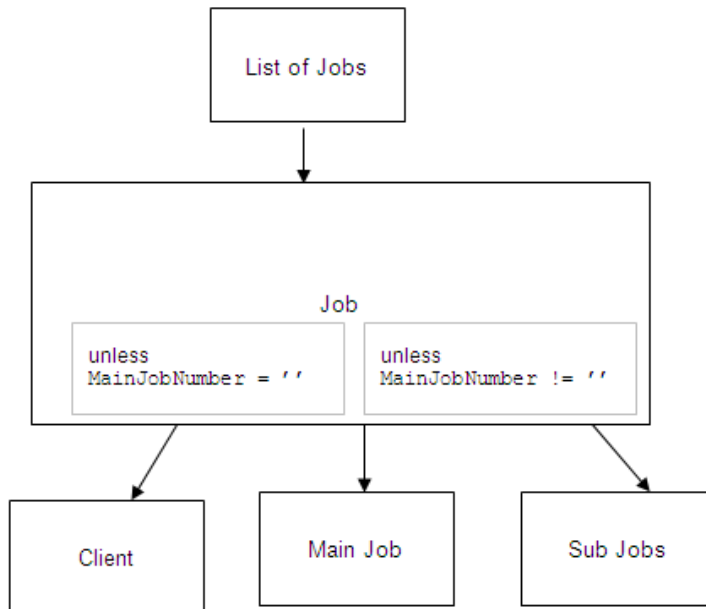 List of Jobs
Job
unless
MainJobNumber = ’’
unless
MainJobNumber != ’’
Client
Main Job
Sub Jobs